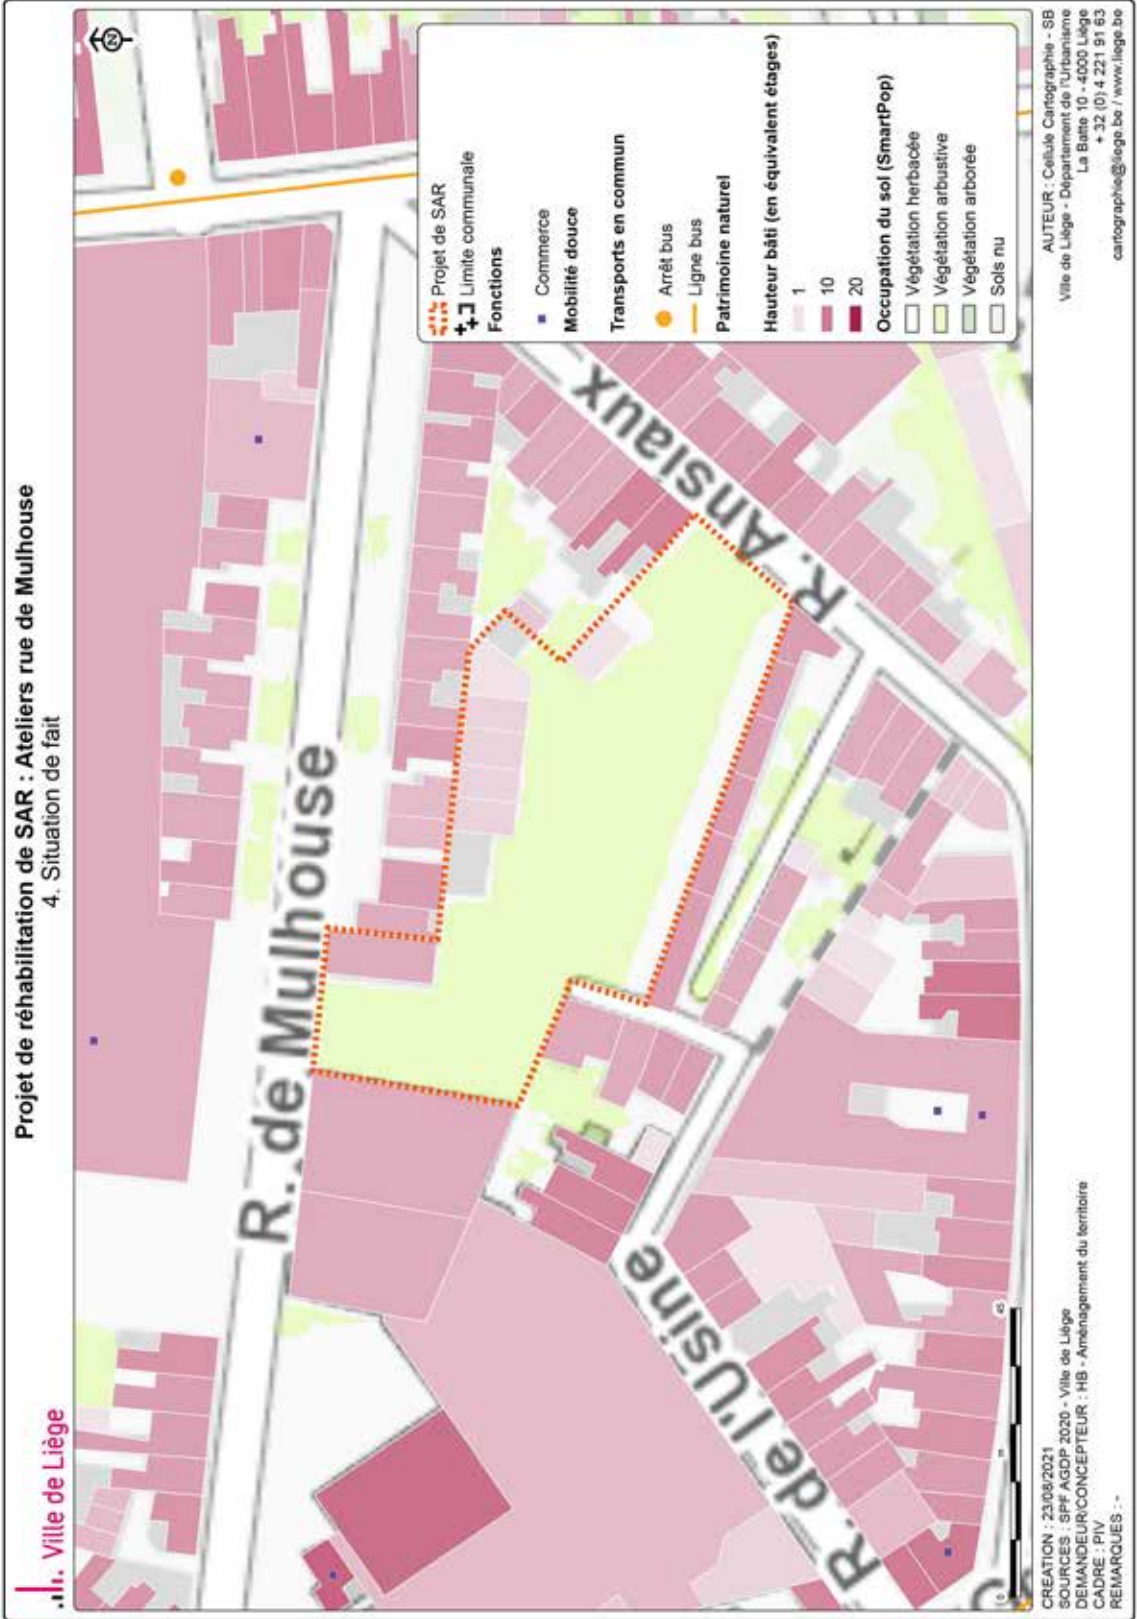 Ville de Liège
Projet de réhabilitation de SAR : Ateliers rue de Mulhouse
4. Situation de fait
N
R. de Mulhouse
R. Ansiaux
R. de l'Usine
Projet de SAR
Limite communale
Fonctions
Commerce
Mobilité douce
Transports en commun
Arrêt bus
Ligne bus
Patrimoine naturel
Hauteur bâti (en équivalent étages)
1
10
20
Occupation du sol (SmartPop)
Végétation herbacée
Végétation arbustive
Végétation arborée
Sols nu
0
45
CREATION : 23/08/2021
SOURCES : SPF AGDP 2020 - Ville de Liège
DEMANDEUR/CONCEPTEUR : HB - Aménagement du territoire
CADRE : PIV
REMARQUES : -
AUTEUR : Cellule Cartographie - SB
Ville de Liège - Département de l'Urbanisme
La Batte 10 - 4000 Liège
+ 32 (0) 4 221 91 63
cartographie@liege.be / www.liege.be